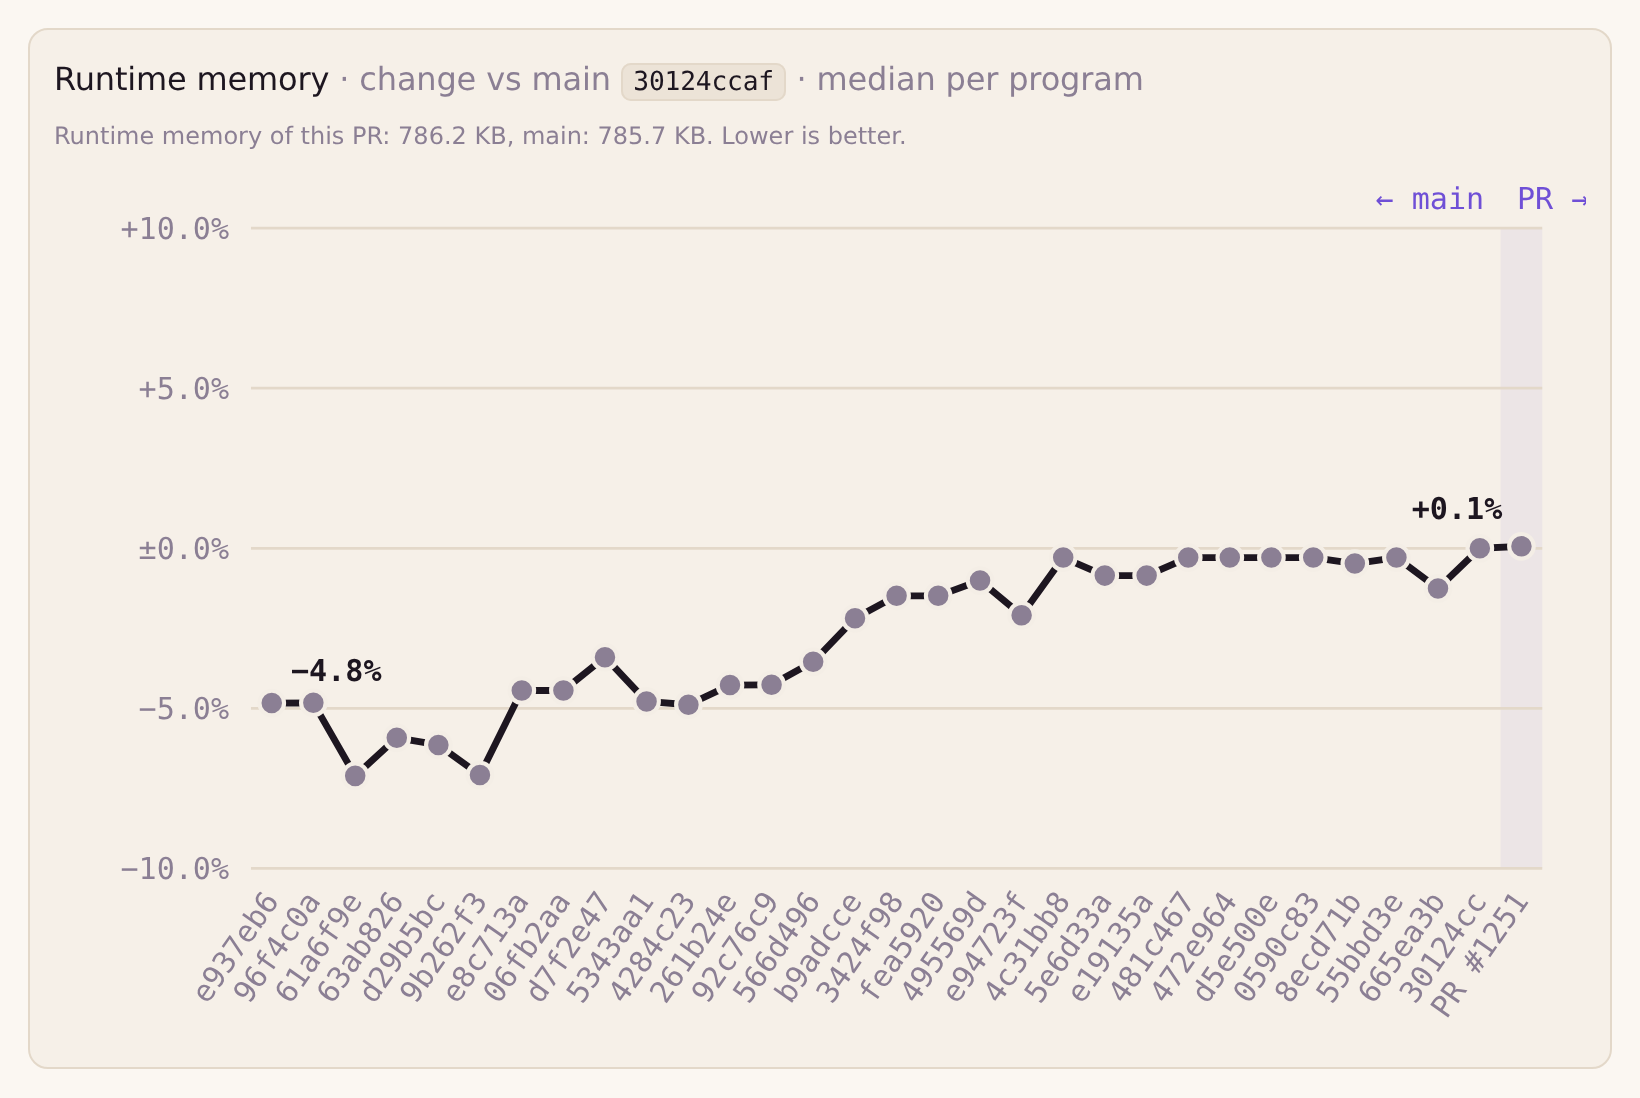 Runtime memory · change vs main 30124ccaf · median per program
Runtime memory of this PR: 786.2 KB, main: 785.7 KB. Lower is better.
← main PR →
+10.0%
+5.0%
±0.0%
−5.0%
−10.0%
−4.8%
+0.1%
e937eb6
96f4c0a
61a6f9e
63ab826
d29b5bc
9b262f3
e8c713a
06fb2aa
d7f2e47
5343aa1
4284c23
261b24e
92c76c9
566d496
b9adcce
3424f98
fea5920
495569d
e94723f
4c31bb8
5e6d33a
e19135a
481c467
472e964
d5e500e
0590c83
8ecd71b
55bbd3e
665ea3b
30124cc
PR #1251